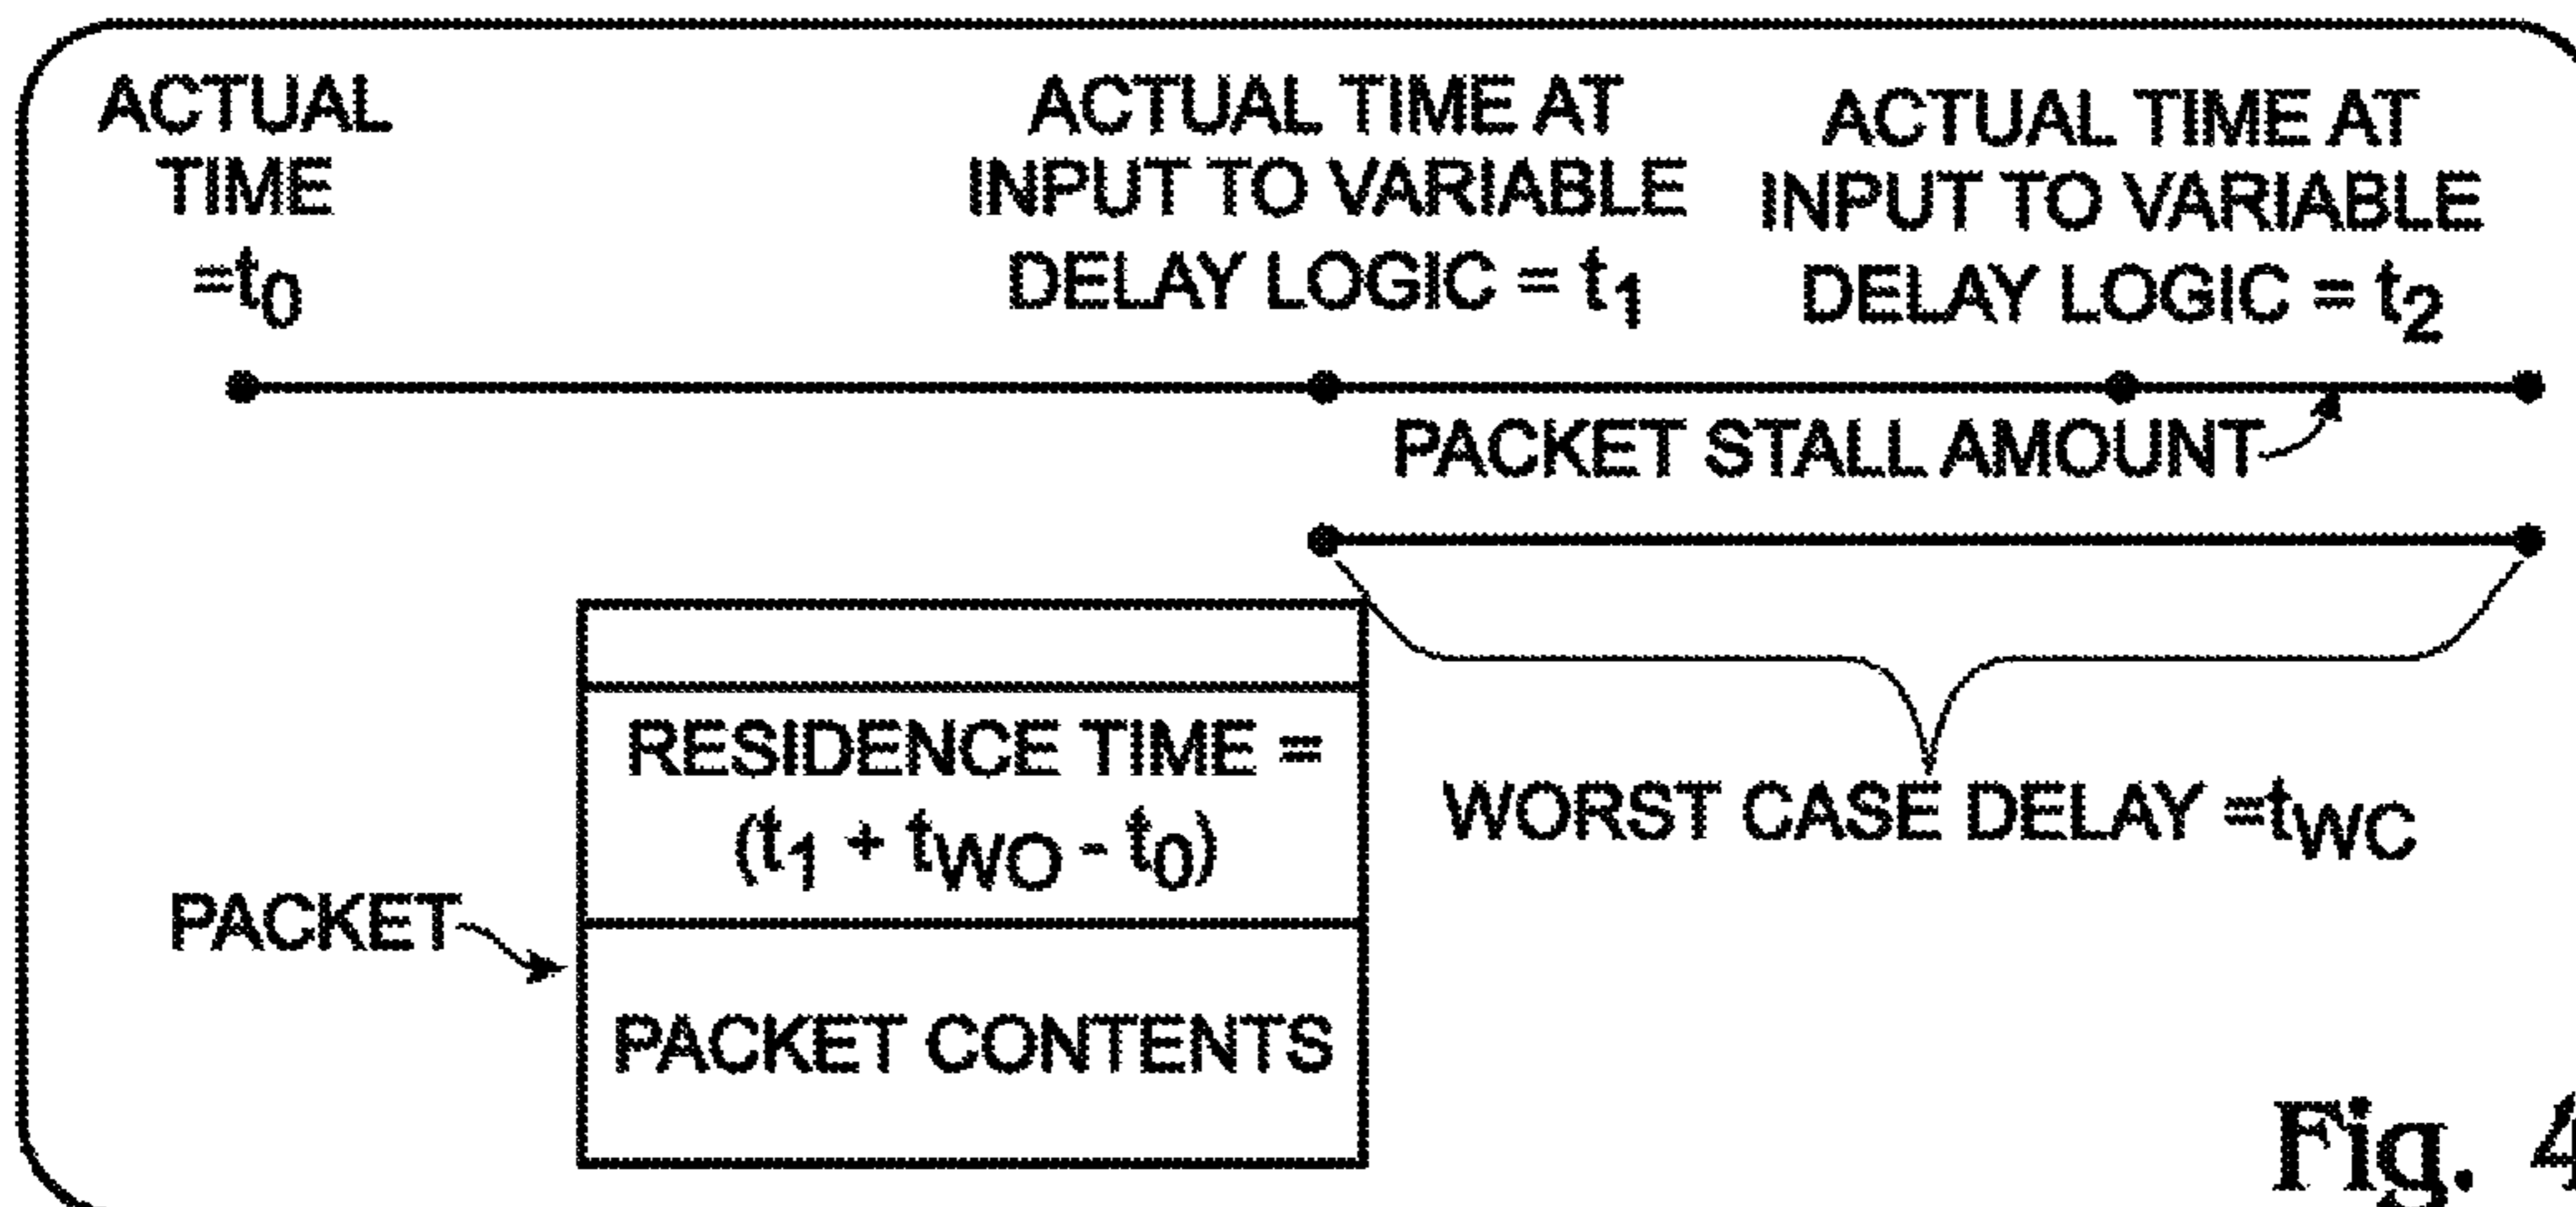 ACTUAL
TIME
=t0
ACTUAL TIME AT
INPUT TO VARIABLE
DELAY LOGIC = t1
ACTUAL TIME AT
INPUT TO VARIABLE
DELAY LOGIC = t2
PACKET STALL AMOUNT
WORST CASE DELAY =tWC
RESIDENCE TIME =
(t1 + tWO - t0)
PACKET
PACKET CONTENTS
Fig. 4